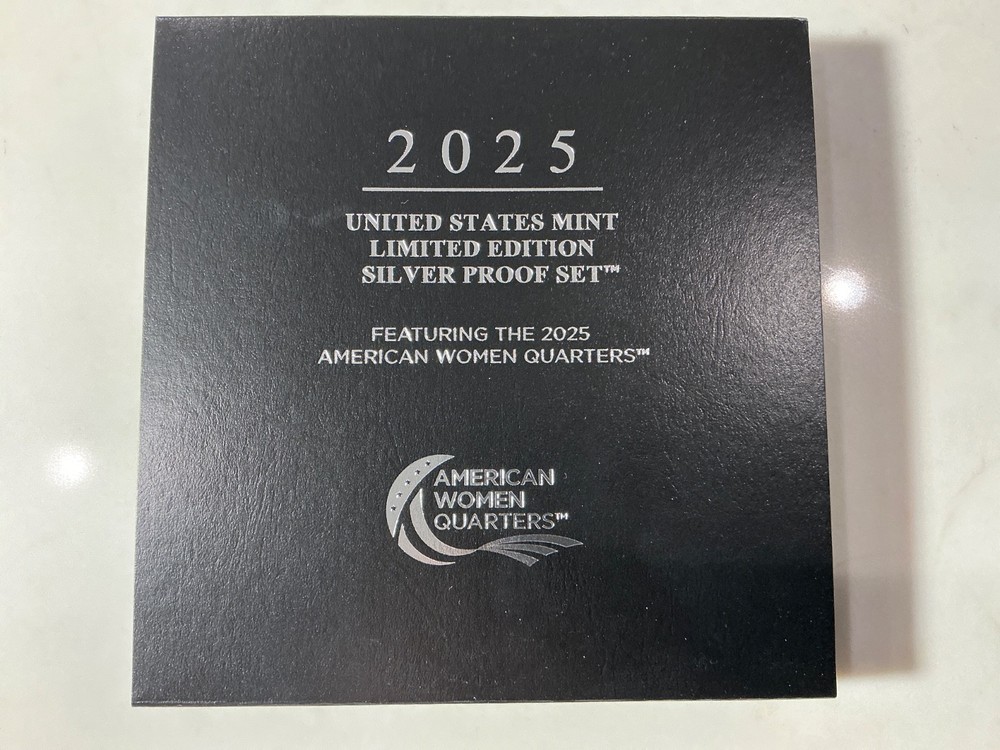 2025
UNITED STATES MINT
LIMITED EDITION
SILVER PROOF SET™
FEATURING THE 2025
AMERICAN WOMEN QUARTERS™
AMERICAN
WOMEN
QUARTERS™